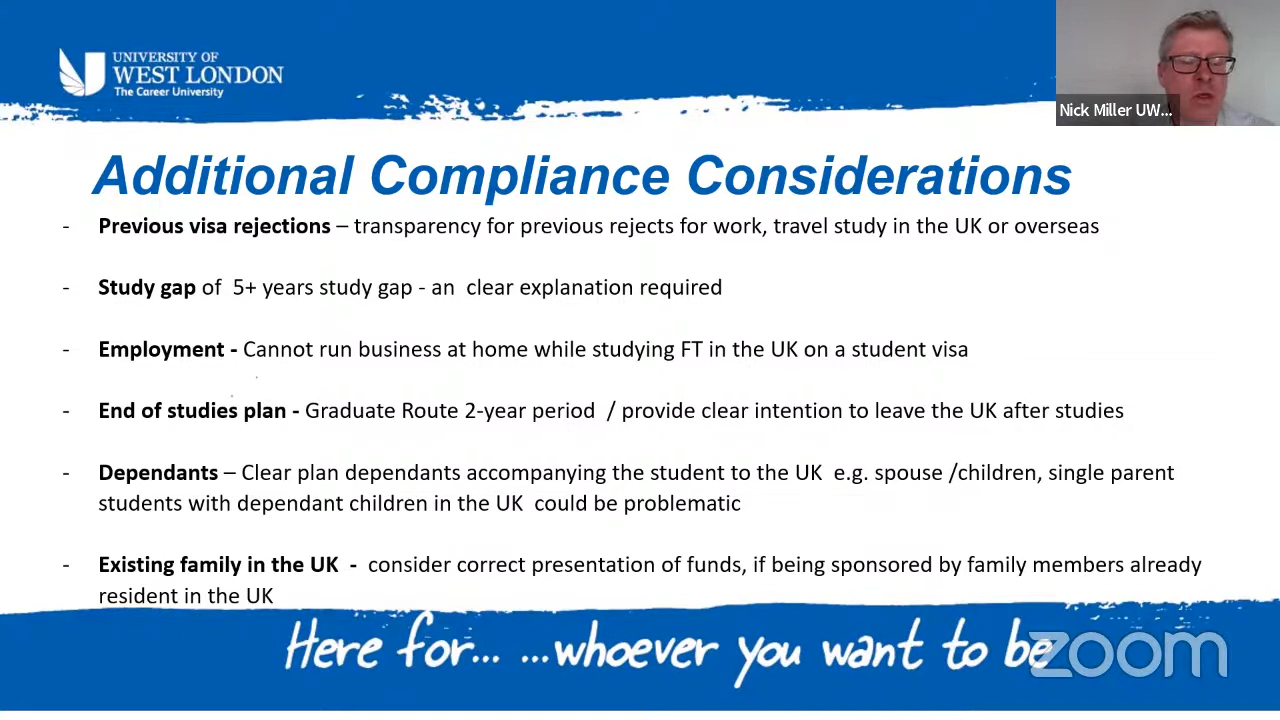 UNIVERSITY OF
WEST LONDON
The Career University
Nick Miller UW...
Additional Compliance Considerations
- Previous visa rejections – transparency for previous rejects for work, travel study in the UK or overseas
- Study gap of 5+ years study gap - an clear explanation required
- Employment - Cannot run business at home while studying FT in the UK on a student visa
- End of studies plan - Graduate Route 2-year period / provide clear intention to leave the UK after studies
- Dependants – Clear plan dependants accompanying the student to the UK e.g. spouse /children, single parent
students with dependant children in the UK could be problematic
- Existing family in the UK - consider correct presentation of funds, if being sponsored by family members already
resident in the UK
Here for... ...whoever you want to be
zoom